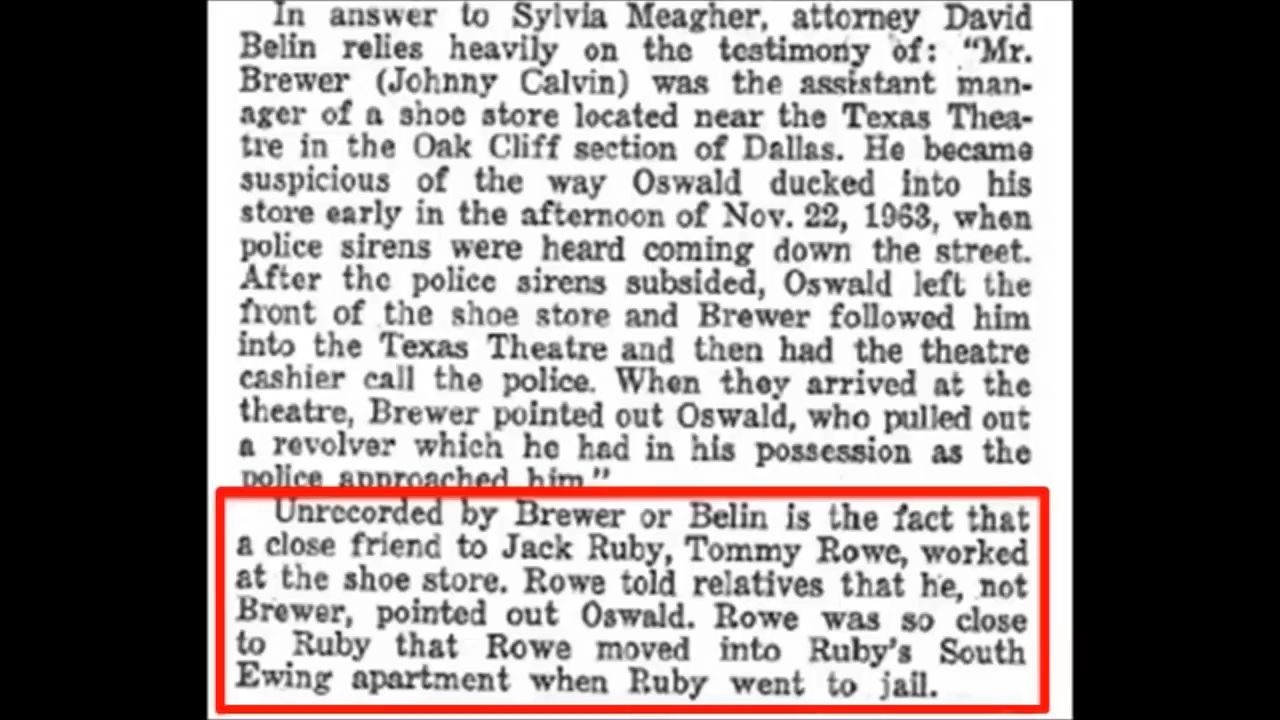 In answer to Sylvia Meagher, attorney David
Belin relies heavily on the testimony of: “Mr.
Brewer (Johnny Calvin) was the assistant man-
ager of a shoe store located near the Texas Thea-
tre in the Oak Cliff section of Dallas. He became
suspicious of the way Oswald ducked into his
store early in the afternoon of Nov. 22, 1963, when
police sirens were heard coming down the street.
After the police sirens subsided, Oswald left the
front of the shoe store and Brewer followed him
into the Texas Theatre and then had the theatre
cashier call the police. When they arrived at the
theatre, Brewer pointed out Oswald, who pulled out
a revolver which he had in his possession as the
police approached him”
Unrecorded by Brewer or Belin is the fact that
a close friend to Jack Ruby, Tommy Rowe, worked
at the shoe store. Rowe told relatives that he, not
Brewer, pointed out Oswald. Rowe was so close
to Ruby that Rowe moved into Ruby's South
Ewing apartment when Ruby went to jail.